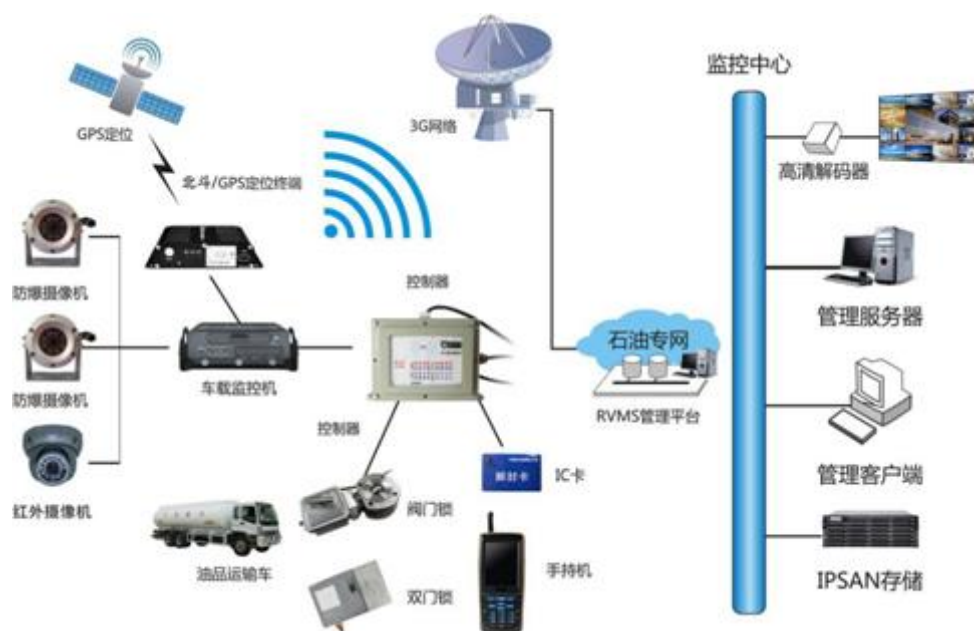 监控中心
GPS定位
3G网络
高清解码器
北斗/GPS定位终端
控制器
防爆摄像机
管理服务器
石油专网
防爆摄像机
车载监控机
RVMS管理平台
控制器
解封卡
IC卡
管理客户端
红外摄像机
阀门锁
手持机
油品运输车
双门锁
IPSAN存储